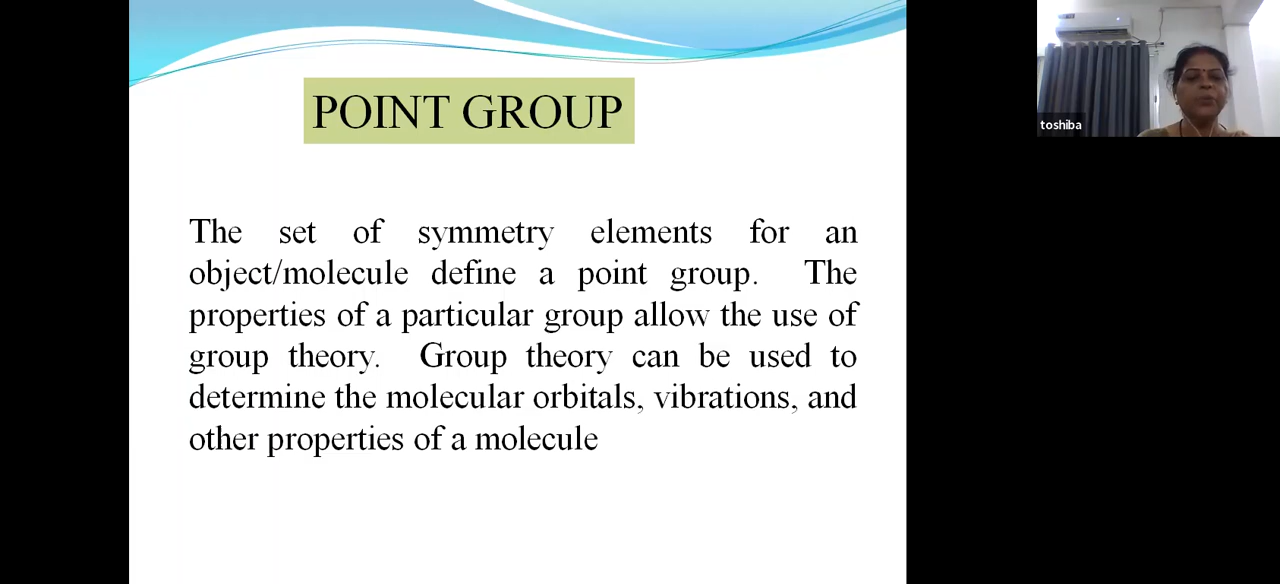 POINT GROUP
The set of symmetry elements for an
object/molecule define a point group. The
properties of a particular group allow the use of
group theory. Group theory can be used to
determine the molecular orbitals, vibrations, and
other properties of a molecule
toshiba